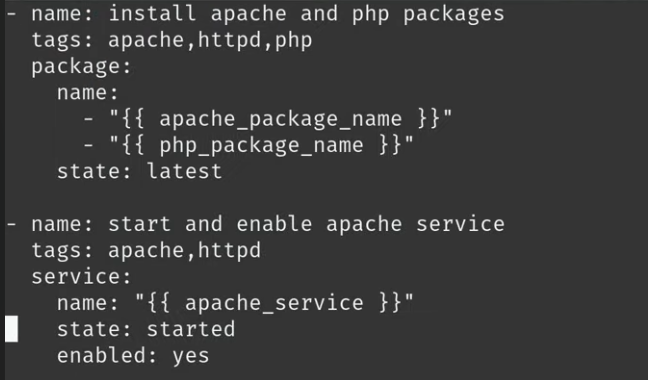 - name: install apache and php packages
  tags: apache,httpd,php
  package:
    name:
      - "{{ apache_package_name }}"
      - "{{ php_package_name }}"
    state: latest

- name: start and enable apache service
  tags: apache,httpd
  service:
    name: "{{ apache_service }}"
    state: started
    enabled: yes